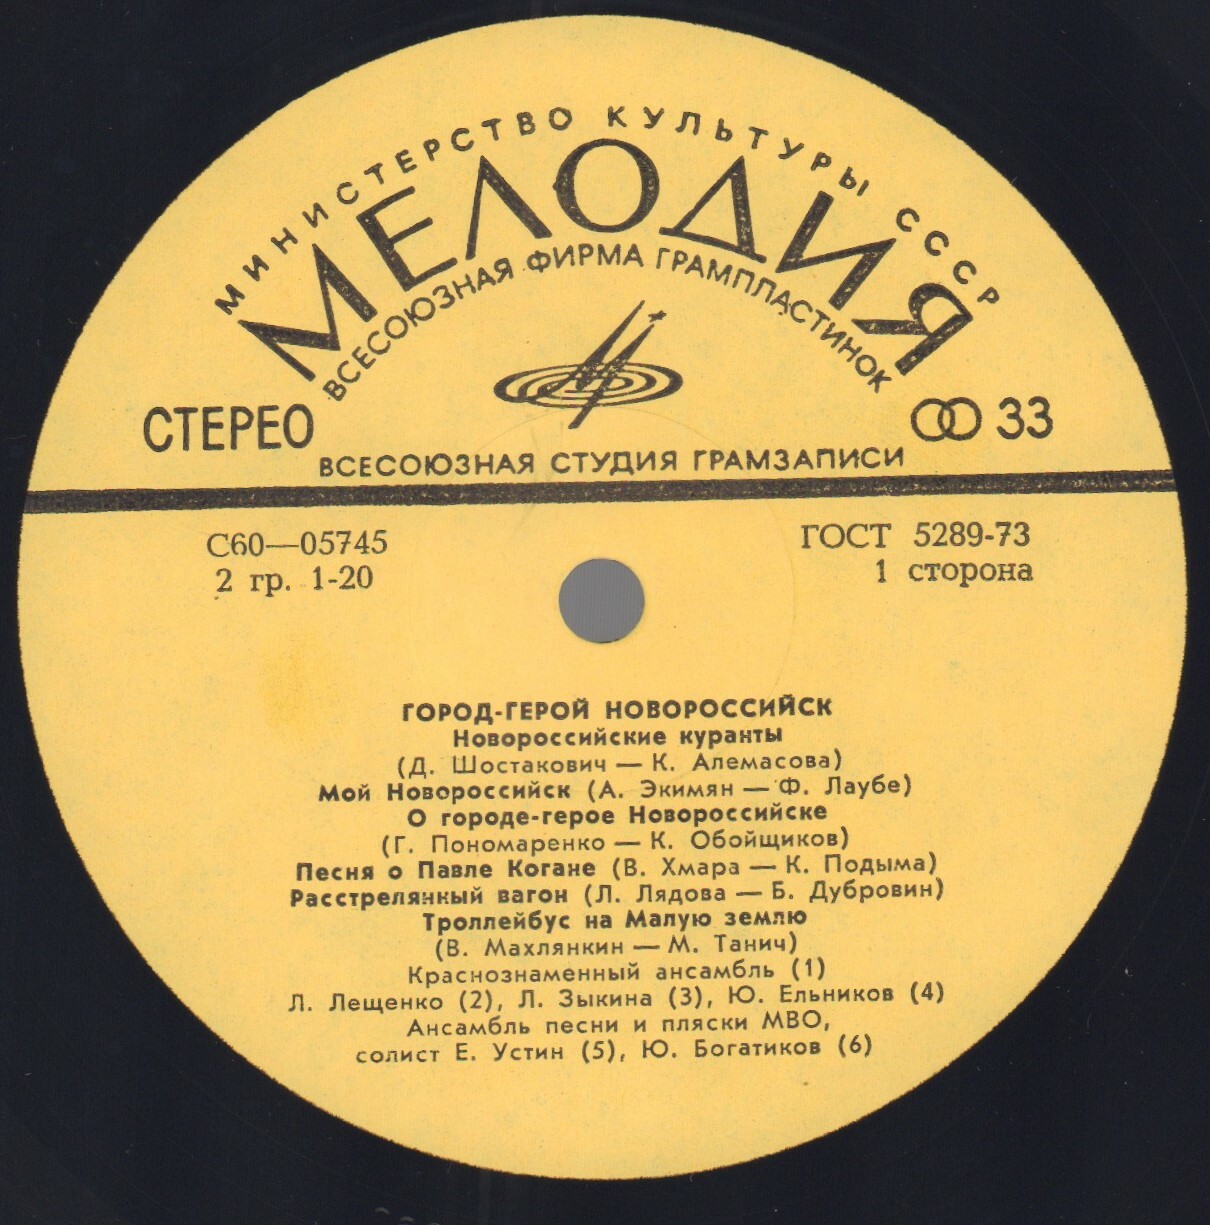 МИНИСТЕРСТВО КУЛЬТУРЫ СССР
МЕЛОДИЯ
ВСЕСОЮЗНАЯ ФИРМА ГРАМПЛАСТИНОК
СТЕРЕО
33
ВСЕСОЮЗНАЯ СТУДИЯ ГРАМЗАПИСИ
С60—05745
ГОСТ 5289-73
2 гр. 1-20
1 сторона
ГОРОД-ГЕРОЙ НОВОРОССИЙСК
Новороссийские куранты
(Д. Шостакович — К. Алемасова)
Мой Новороссийск (А. Экимян — Ф. Лаубе)
О городе-герое Новороссийске
(Г. Пономаренко — К. Обойщиков)
Песня о Павле Когане (В. Хмара — К. Подыма)
Расстрелянный вагон (Л. Лядова — Б. Дубровин)
Троллейбус на Малую землю
(В. Махлянкин — М. Танич)
Краснознаменный ансамбль (1)
Л. Лещенко (2), Л. Зыкина (3), Ю. Ельников (4)
Ансамбль песни и пляски МВО,
солист Е. Устин (5), Ю. Богатиков (6)